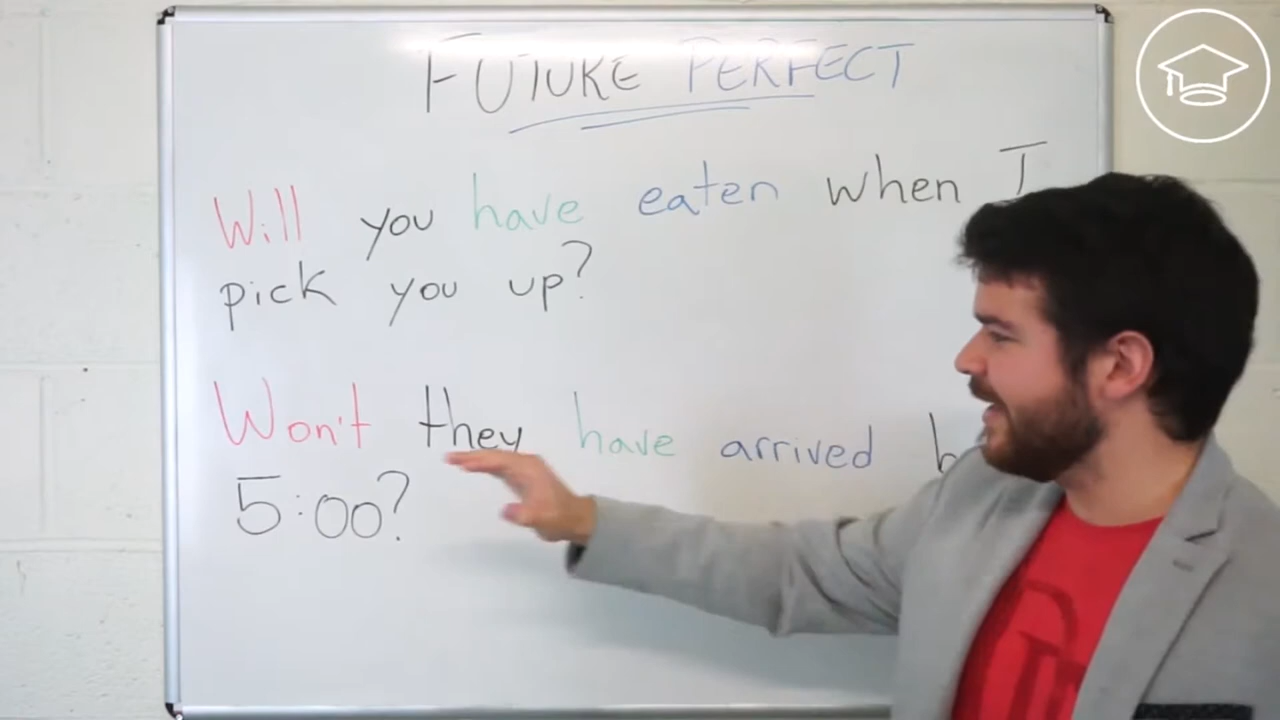 FUTURE PERFECT
Will you have eaten when I
pick you up?
Won't they have arrived
5:00?